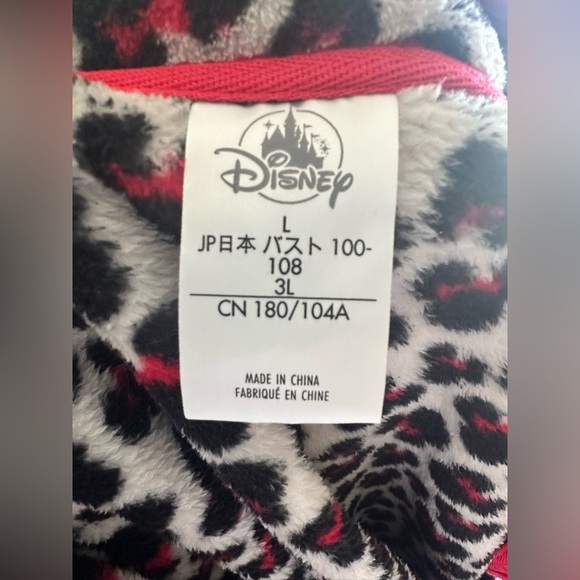 Disney
L
JP日本 バスト 100-
108
3L
CN 180/104A
MADE IN CHINA
FABRIQUÉ EN CHINE